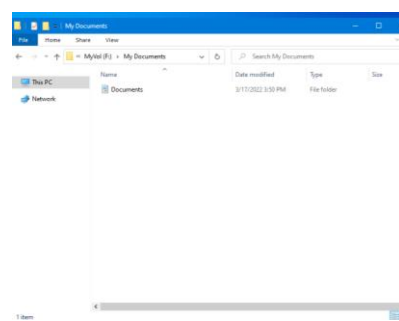 My Documents
File Home Share View
MyVol (F:) My Documents Search My Documents
Name Date modified Type Size
This PC
Documents 3/17/2022 3:50 PM File folder
Network
1 item